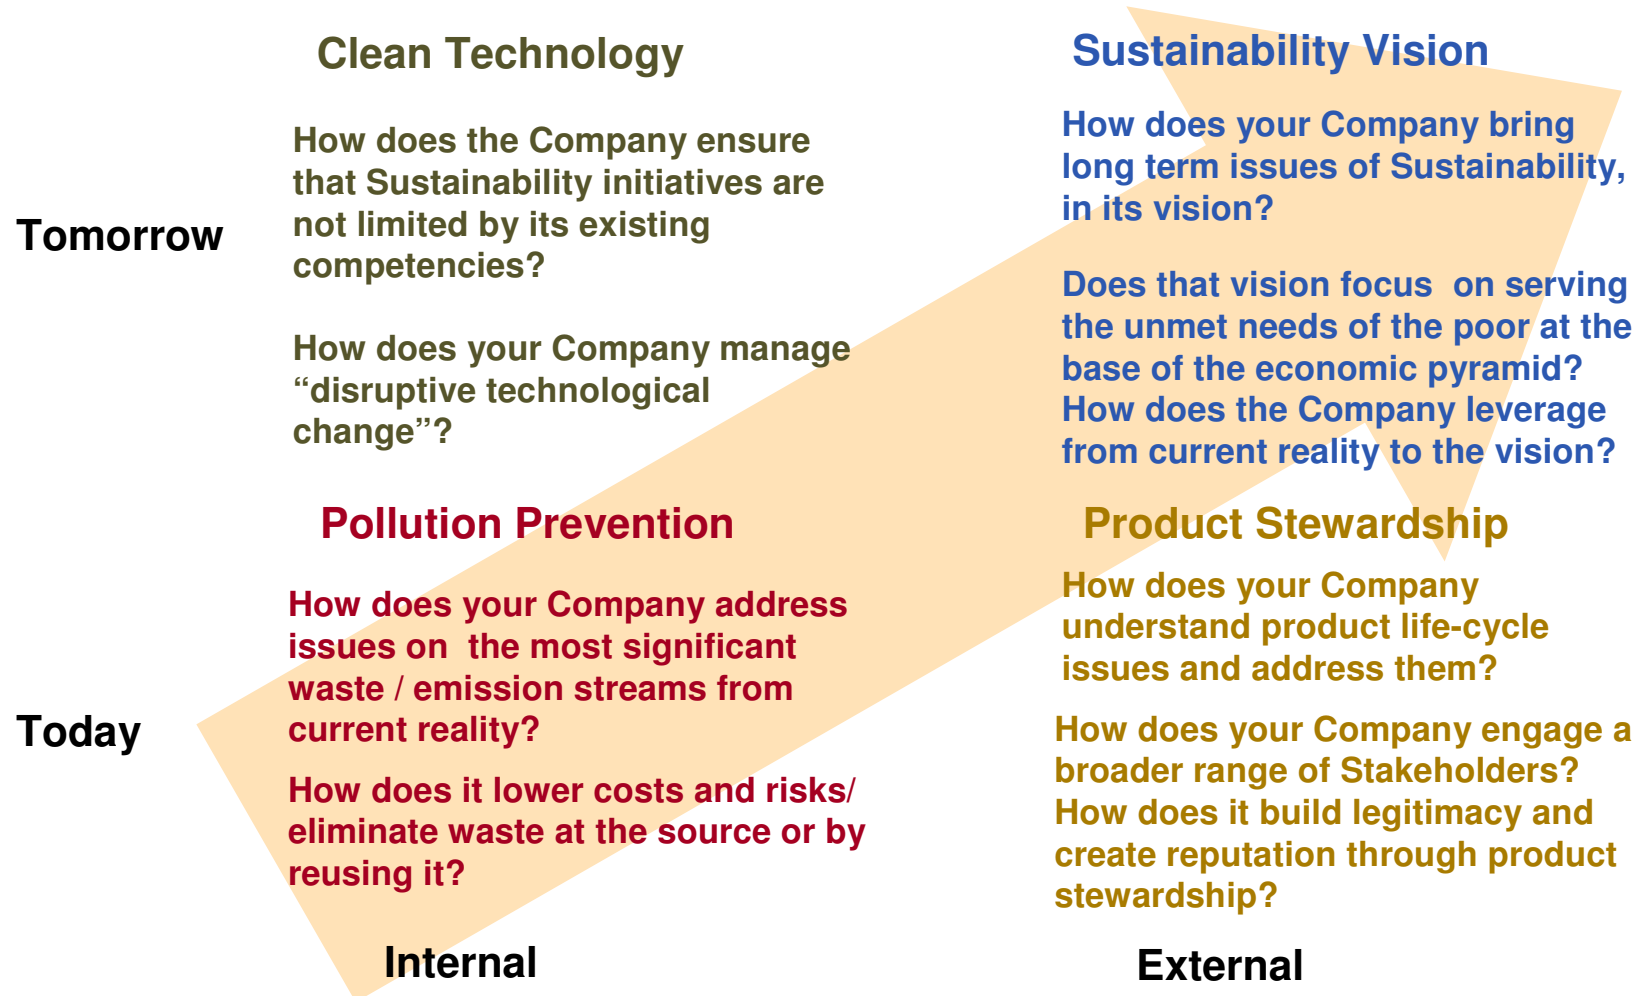 Clean Technology
How does the Company ensure
that Sustainability initiatives are
not limited by its existing
competencies?
How does your Company manage
“disruptive technological
change”?
Sustainability Vision
How does your Company bring
long term issues of Sustainability,
in its vision?
Does that vision focus  on serving
the unmet needs of the poor at the
base of the economic pyramid?
How does the Company leverage
from current reality to the vision?
Tomorrow
Pollution Prevention
How does your Company address
issues on  the most significant
waste / emission streams from
current reality?
How does it lower costs and risks/
eliminate waste at the source or by
reusing it?
Product Stewardship
How does your Company
understand product life-cycle
issues and address them?
How does your Company engage a
broader range of Stakeholders?
How does it build legitimacy and
create reputation through product
stewardship?
Today
Internal
External